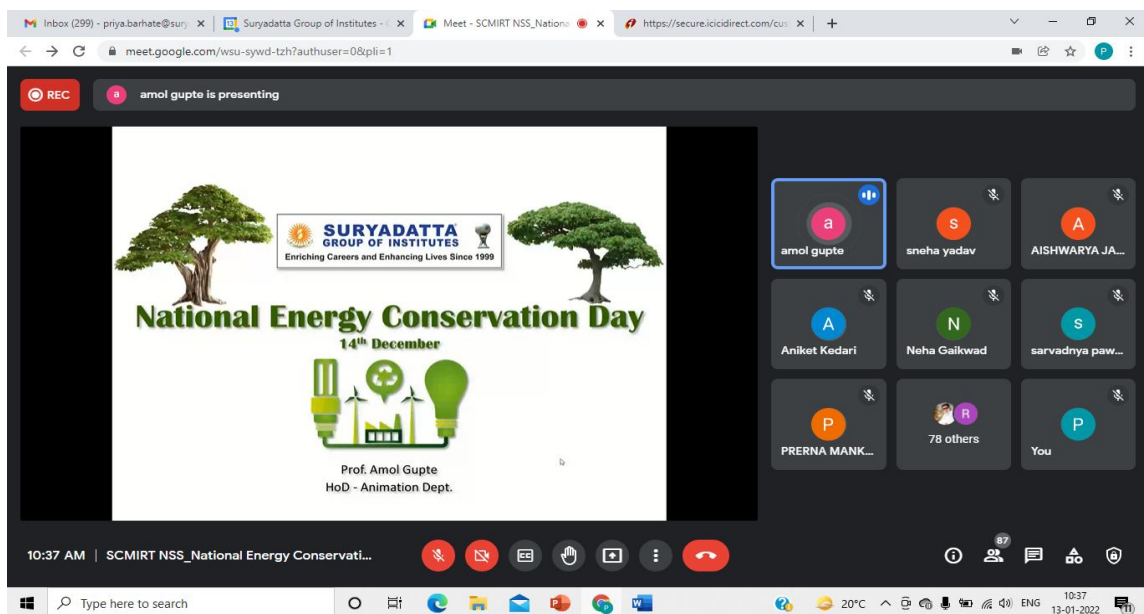 Inbox (299) - priya.barhate@sury
Suryadatta Group of Institutes - C
Meet - SCMIRT NSS_Nationa
https://secure.icicidirect.com/cus
meet.google.com/wsu-sywd-tzh?authuser=0&pli=1
P
REC
a amol gupte is presenting
SURYADATTA
GROUP OF INSTITUTES
Enriching Careers and Enhancing Lives Since 1999
National Energy Conservation Day
14th December
Prof. Amol Gupte
HoD - Animation Dept.
a
amol gupte
s
sneha yadav
A
AISHWARYA JA...
A
Aniket Kedari
N
Neha Gaikwad
s
sarvadnya paw...
P
PRERNA MANK...
R
78 others
P
You
10:37 AM | SCMIRT NSS_National Energy Conservati...
CC
87
Type here to search
20°C
ENG
10:37
13-01-2022